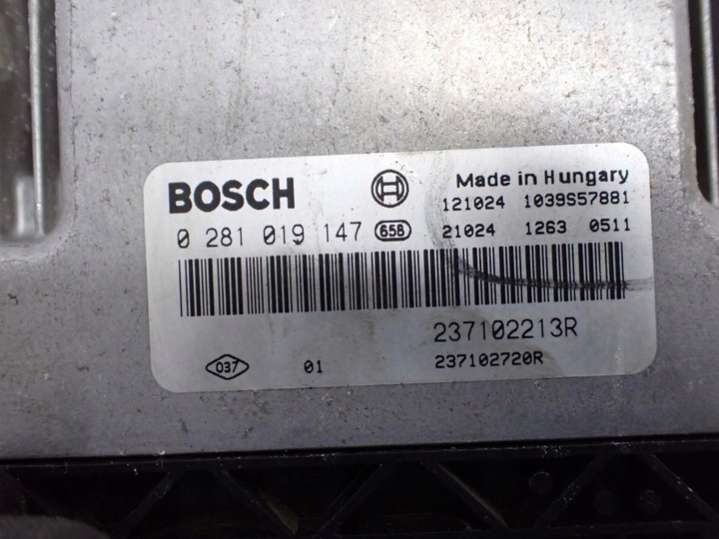 BOSCH Made in Hungary
121024 1039S57881
0 281 019 147 658 21024 1263 0511
237102213R
037 01 237102720R